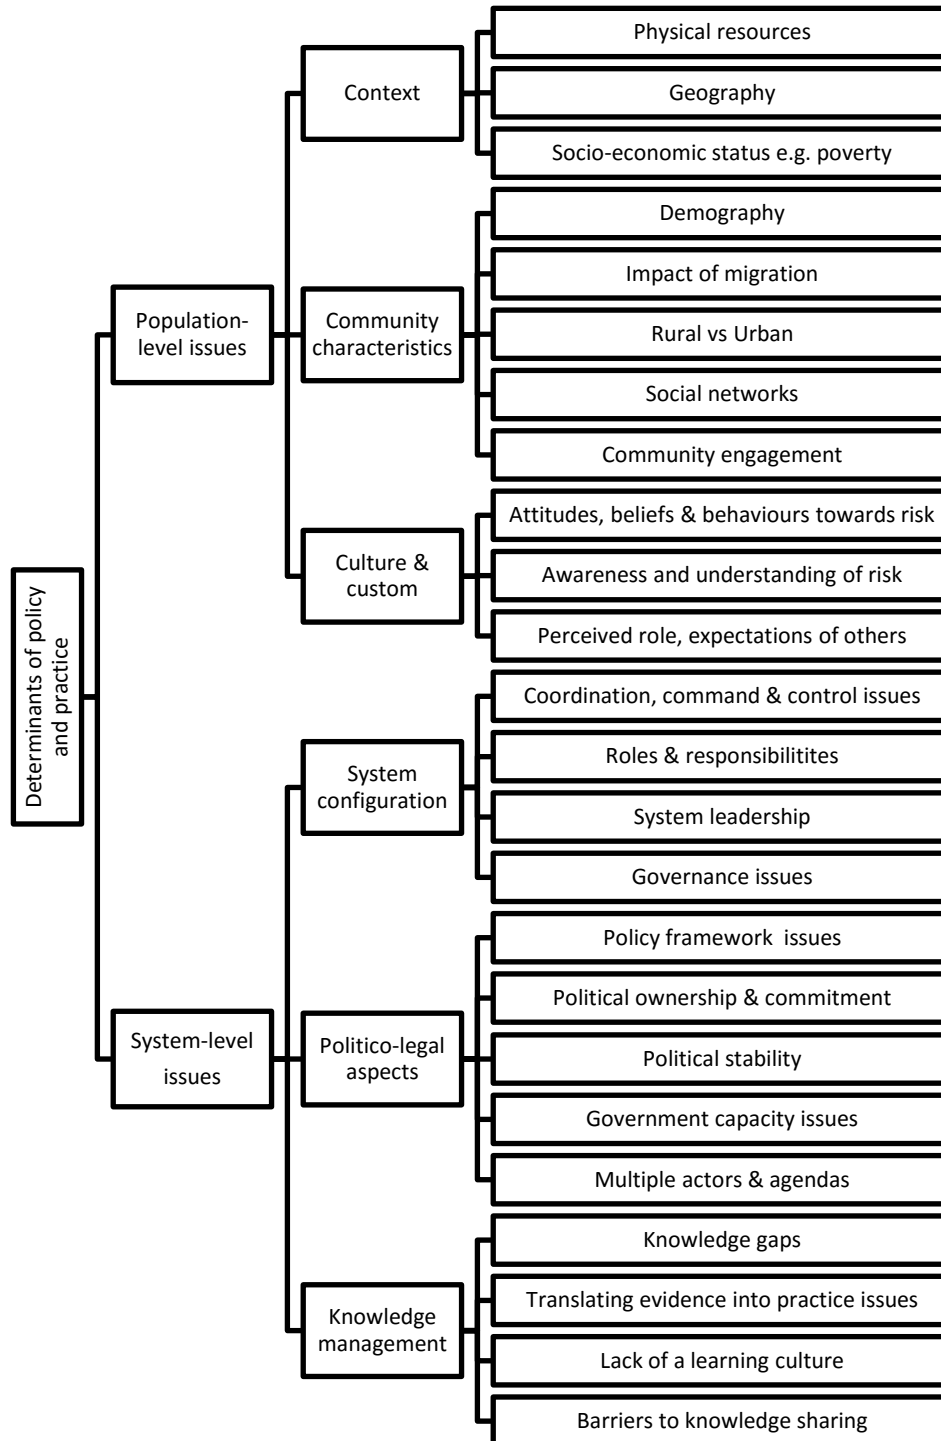 Determinants of policy
and practice
Population-
level issues
Context
Physical resources
Geography
Socio-economic status e.g. poverty
Community
characteristics
Demography
Impact of migration
Rural vs Urban
Social networks
Community engagement
Culture &
custom
Attitudes, beliefs & behaviours towards risk
Awareness and understanding of risk
Perceived role, expectations of others
System-level
issues
System
configuration
Coordination, command & control issues
Roles & responsibilitites
System leadership
Governance issues
Politico-legal
aspects
Policy framework  issues
Political ownership & commitment
Political stability
Government capacity issues
Multiple actors & agendas
Knowledge
management
Knowledge gaps
Translating evidence into practice issues
Lack of a learning culture
Barriers to knowledge sharing